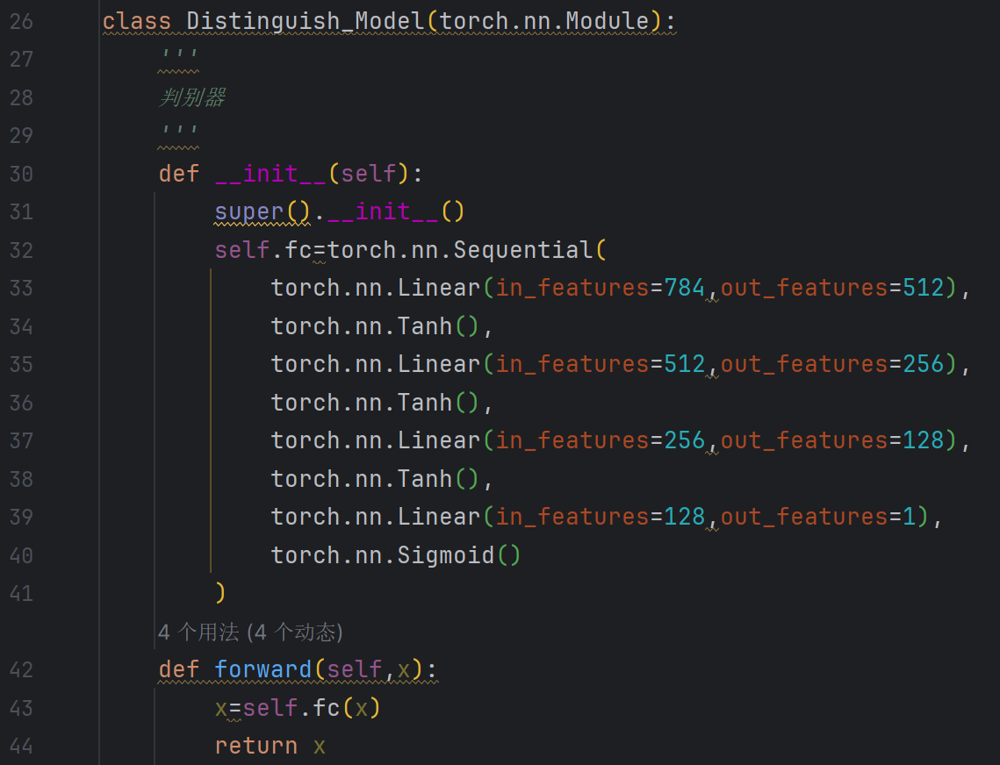 26 class Distinguish_Model(torch.nn.Module):
27 '''
28 判别器
29 '''
30 def __init__(self):
31 super().__init__()
32 self.fc=torch.nn.Sequential(
33 torch.nn.Linear(in_features=784,out_features=512),
34 torch.nn.Tanh(),
35 torch.nn.Linear(in_features=512,out_features=256),
36 torch.nn.Tanh(),
37 torch.nn.Linear(in_features=256,out_features=128),
38 torch.nn.Tanh(),
39 torch.nn.Linear(in_features=128,out_features=1),
40 torch.nn.Sigmoid()
41 )
4 个用法 (4 个动态)
42 def forward(self,x):
43 x=self.fc(x)
44 return x